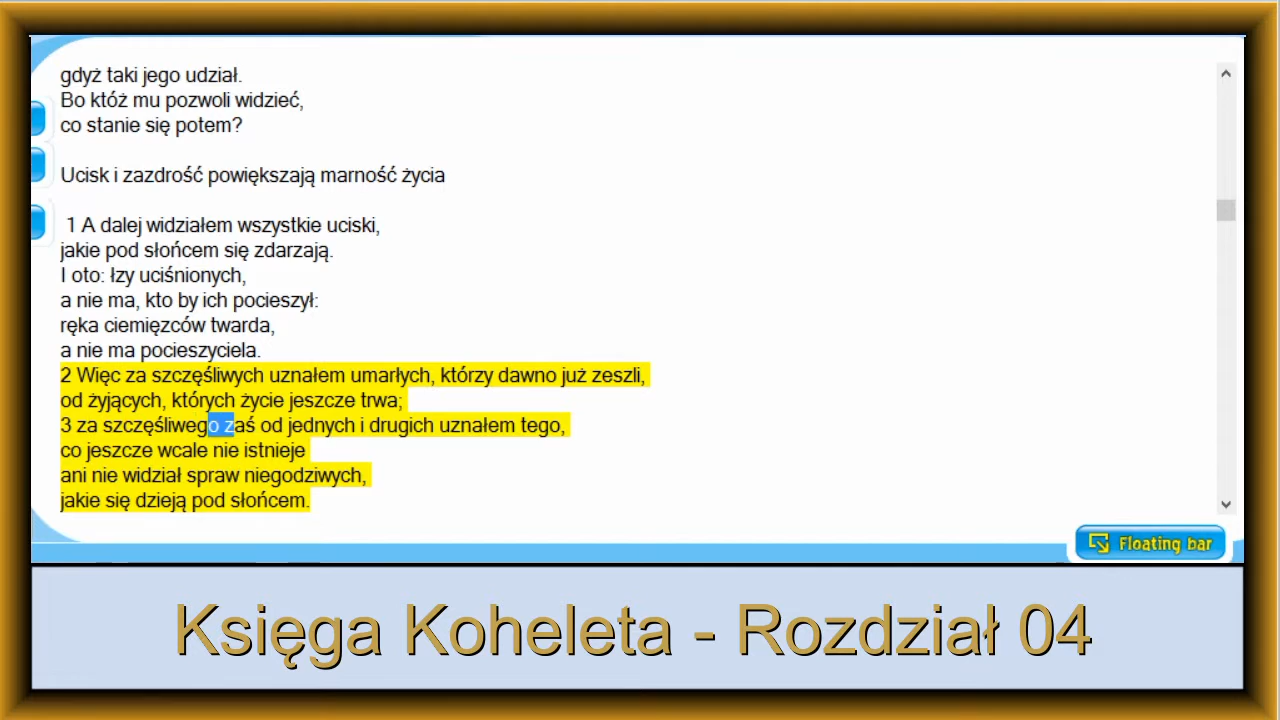 gdyż taki jego udział.
Bo któż mu pozwoli widzieć,
co stanie się potem?
Ucisk i zazdrość powiększają marność życia
1 A dalej widziałem wszystkie uciski,
jakie pod słońcem się zdarzają.
I oto: łzy uciśnionych,
a nie ma, kto by ich pocieszył:
ręka ciemięzców twarda,
a nie ma pocieszyciela.
2 Więc za szczęśliwych uznałem umarłych, którzy dawno już zeszli,
od żyjących, których życie jeszcze trwa;
3 za szczęśliwego zaś od jednych i drugich uznałem tego,
co jeszcze wcale nie istnieje
ani nie widział spraw niegodziwych,
jakie się dzieją pod słońcem.
Floating bar
Księga Koheleta - Rozdział 04